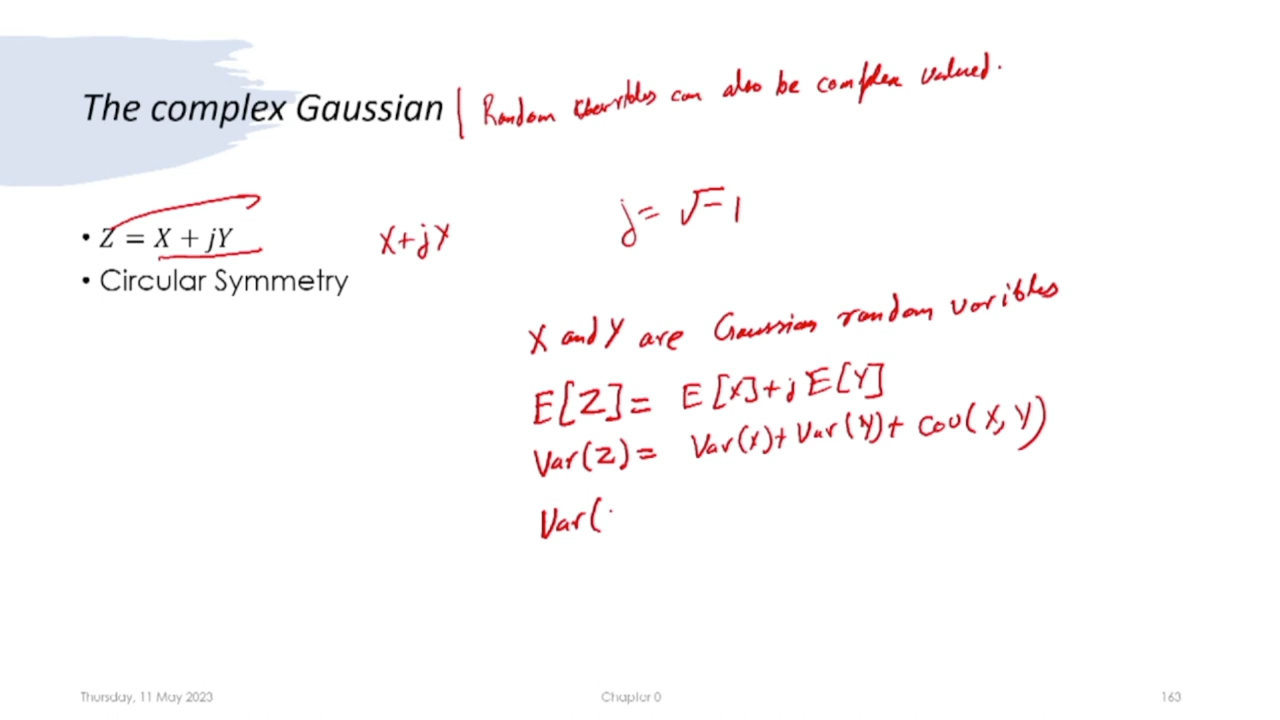 The complex Gaussian | Random Variables can also be complex valued.
• Z = X + jY
X+jY
j = √-1
• Circular Symmetry
X and Y are Gaussian random varibles
E[Z] = E[X]+jE[Y]
Var(Z) = Var(X)+Var(Y)+Cov(X,Y)
Var(
Thursday, 11 May 2023
Chapter 0
163